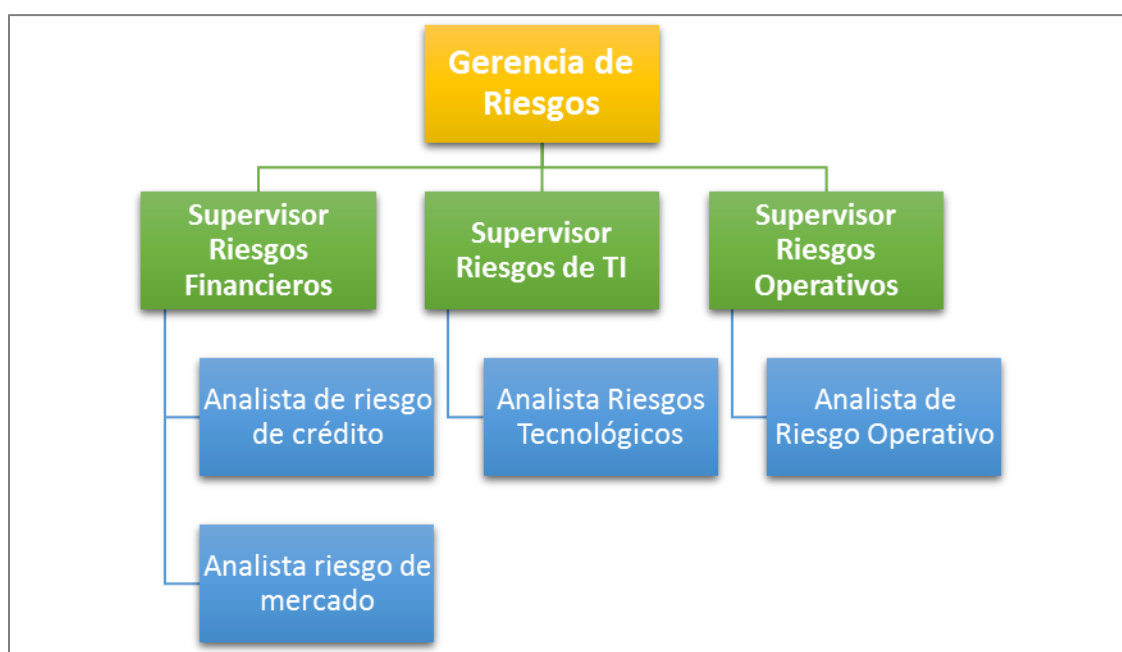 Gerencia de
Riesgos
Supervisor
Riesgos
Financieros
Supervisor
Riesgos de TI
Supervisor
Riesgos
Operativos
Analista de riesgo
de crédito
Analista Riesgos
Tecnológicos
Analista de
Riesgo Operativo
Analista riesgo de
mercado